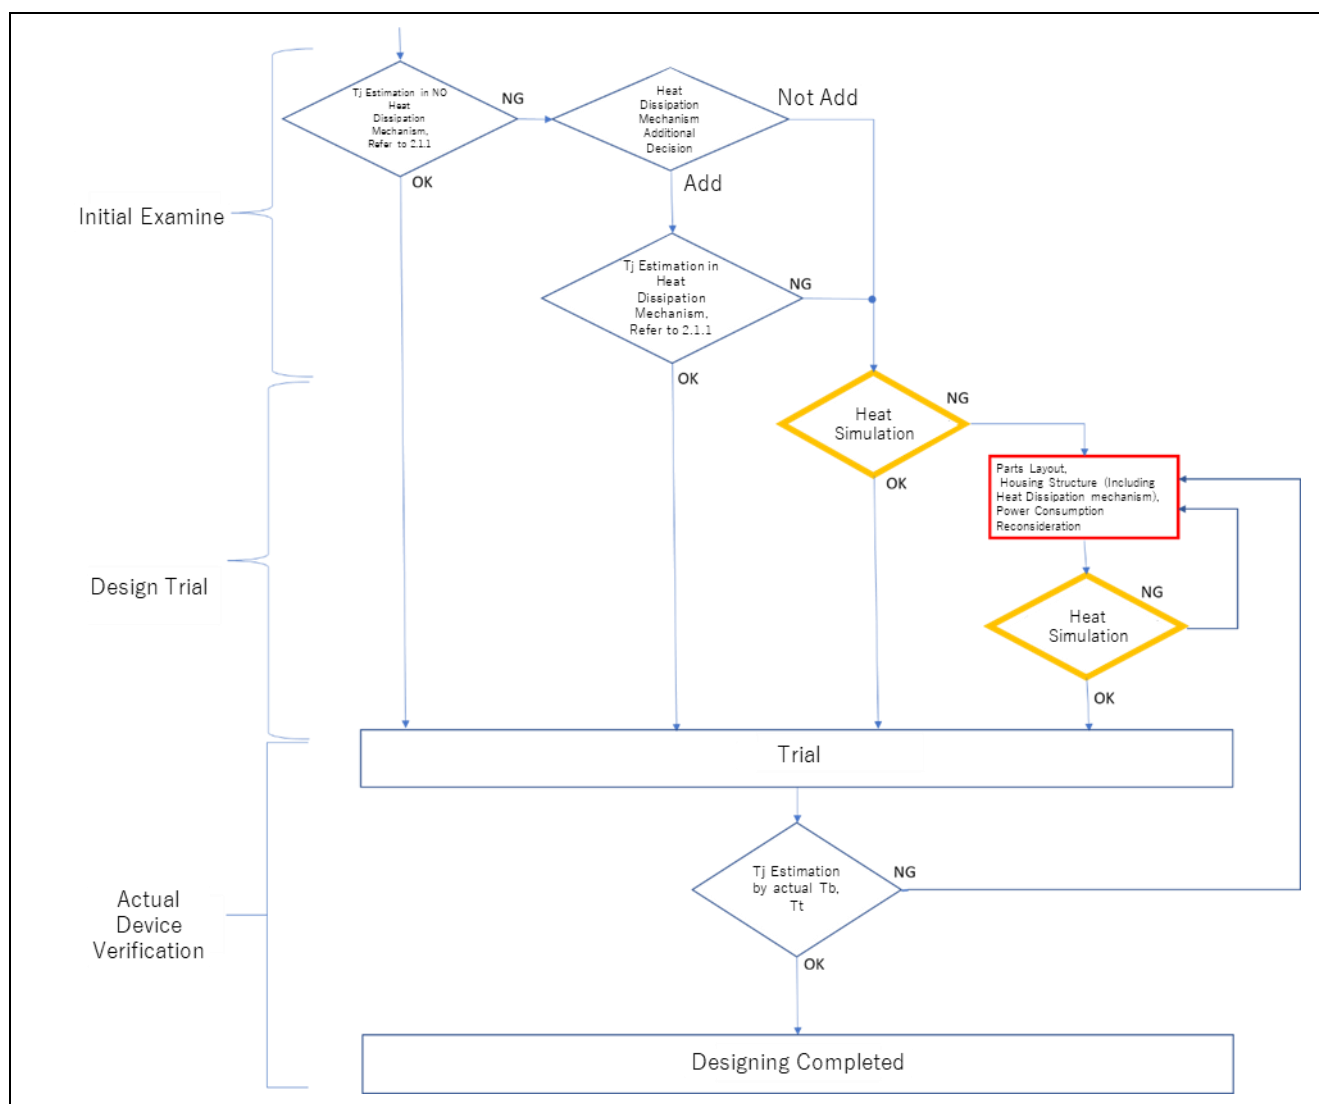 Tj Estimation in NO
Heat
Dissipation
Mechanism,
Refer to 2.1.1
NG
OK
Heat
Dissipation
Mechanism
Additional
Decision
Not Add
Add
Initial Examine
Tj Estimation in
Heat
Dissipation
Mechanism,
Refer to 2.1.1
NG
OK
Heat
Simulation
NG
OK
Parts Layout,
Housing Structure (Including
Heat Dissipation mechanism),
Power Consumption
Reconsideration
Design Trial
Heat
Simulation
NG
OK
Trial
Tj Estimation
by actual Tb,
Tt
NG
OK
Actual
Device
Verification
Designing Completed